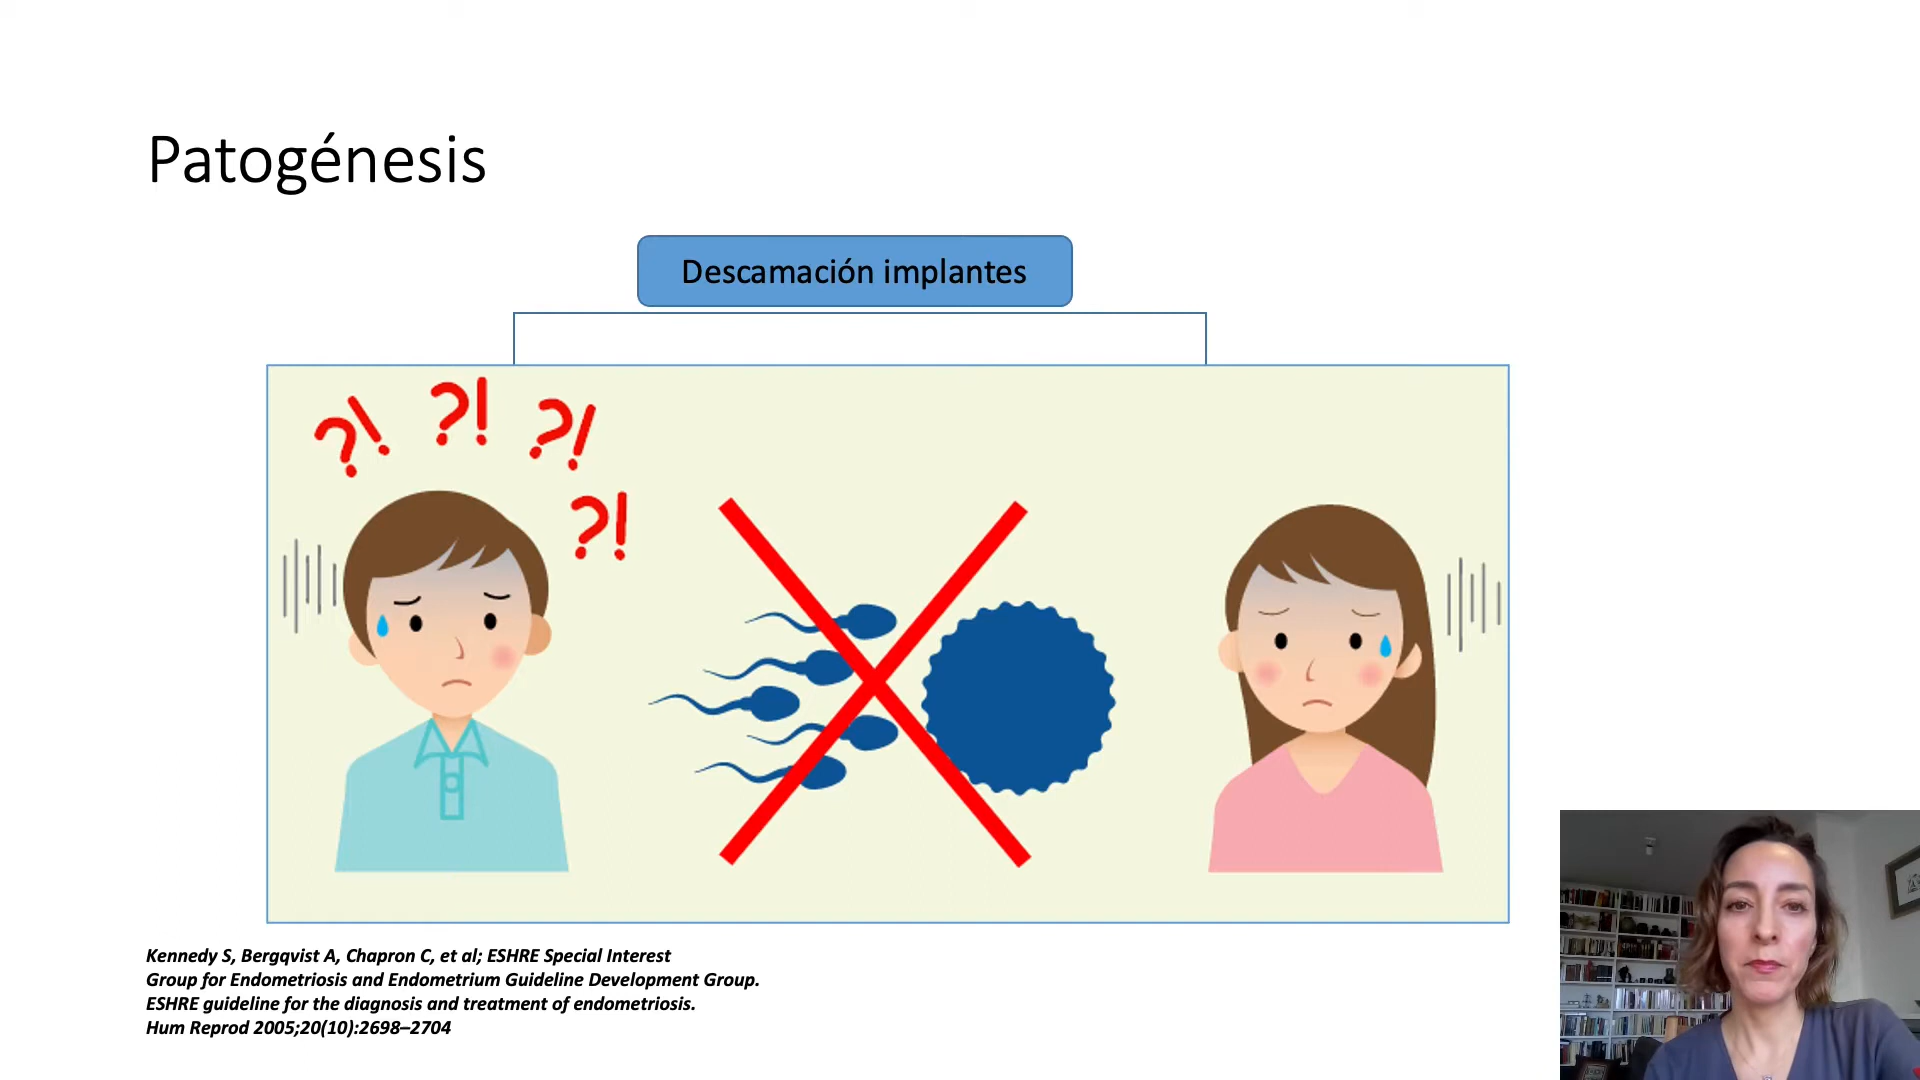 Patogénesis
Descamación implantes
?! ?! ?!
?!
Kennedy S, Bergqvist A, Chapron C, et al; ESHRE Special Interest
Group for Endometriosis and Endometrium Guideline Development Group.
ESHRE guideline for the diagnosis and treatment of endometriosis.
Hum Reprod 2005;20(10):2698–2704